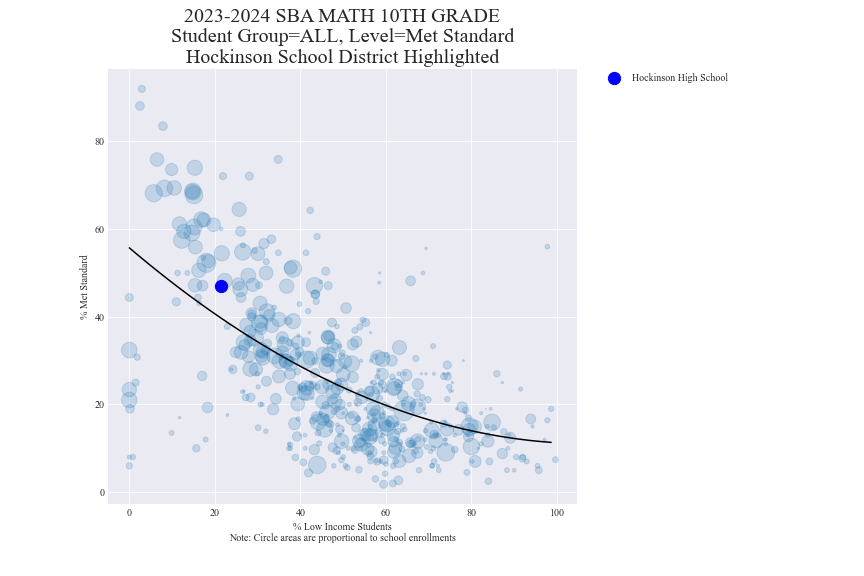 2023-2024 SBA MATH 10TH GRADE
Student Group=ALL, Level=Met Standard
Hockinson School District Highlighted
Hockinson High School
% Met Standard
80
60
40
20
0
0 20 40 60 80 100
% Low Income Students
Note: Circle areas are proportional to school enrollments